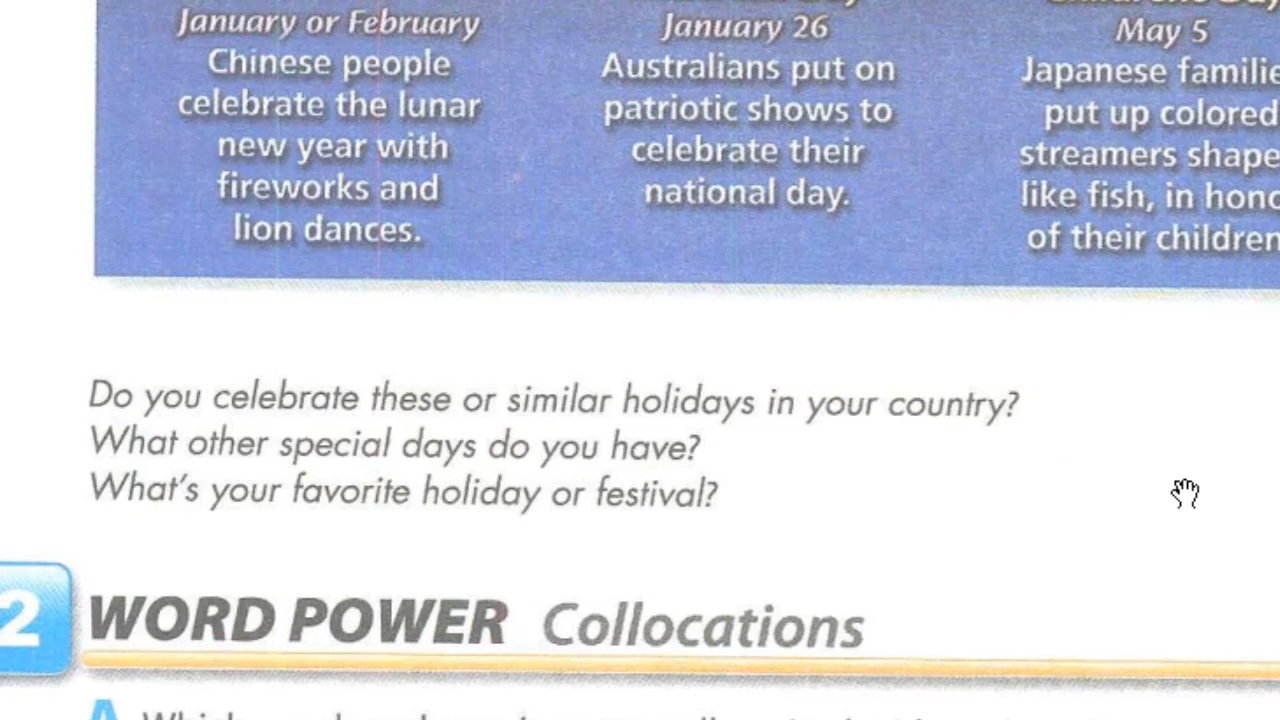 January or February
Chinese people
celebrate the lunar
new year with
fireworks and
lion dances.
January 26
Australians put on
patriotic shows to
celebrate their
national day.
May 5
Japanese familie
put up colored
streamers shape
like fish, in hono
of their children
Do you celebrate these or similar holidays in your country?
What other special days do you have?
What's your favorite holiday or festival?
2 WORD POWER Collocations
A Which